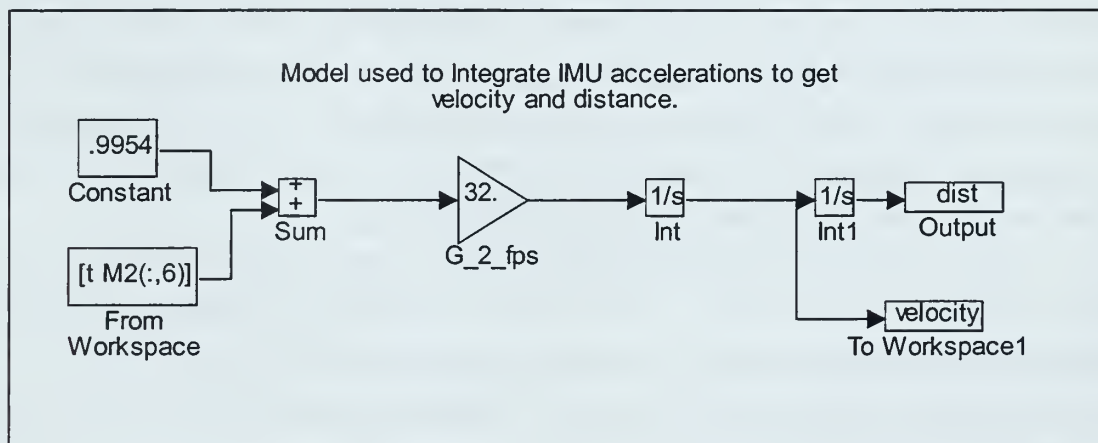 Model used to Integrate IMU accelerations to get
velocity and distance.
.9954
Constant
+
+
Sum
[t M2(:,6)]
From
Workspace
32.
G_2_fps
1/s
Int
1/s
Int1
dist
Output
velocity
To Workspace1